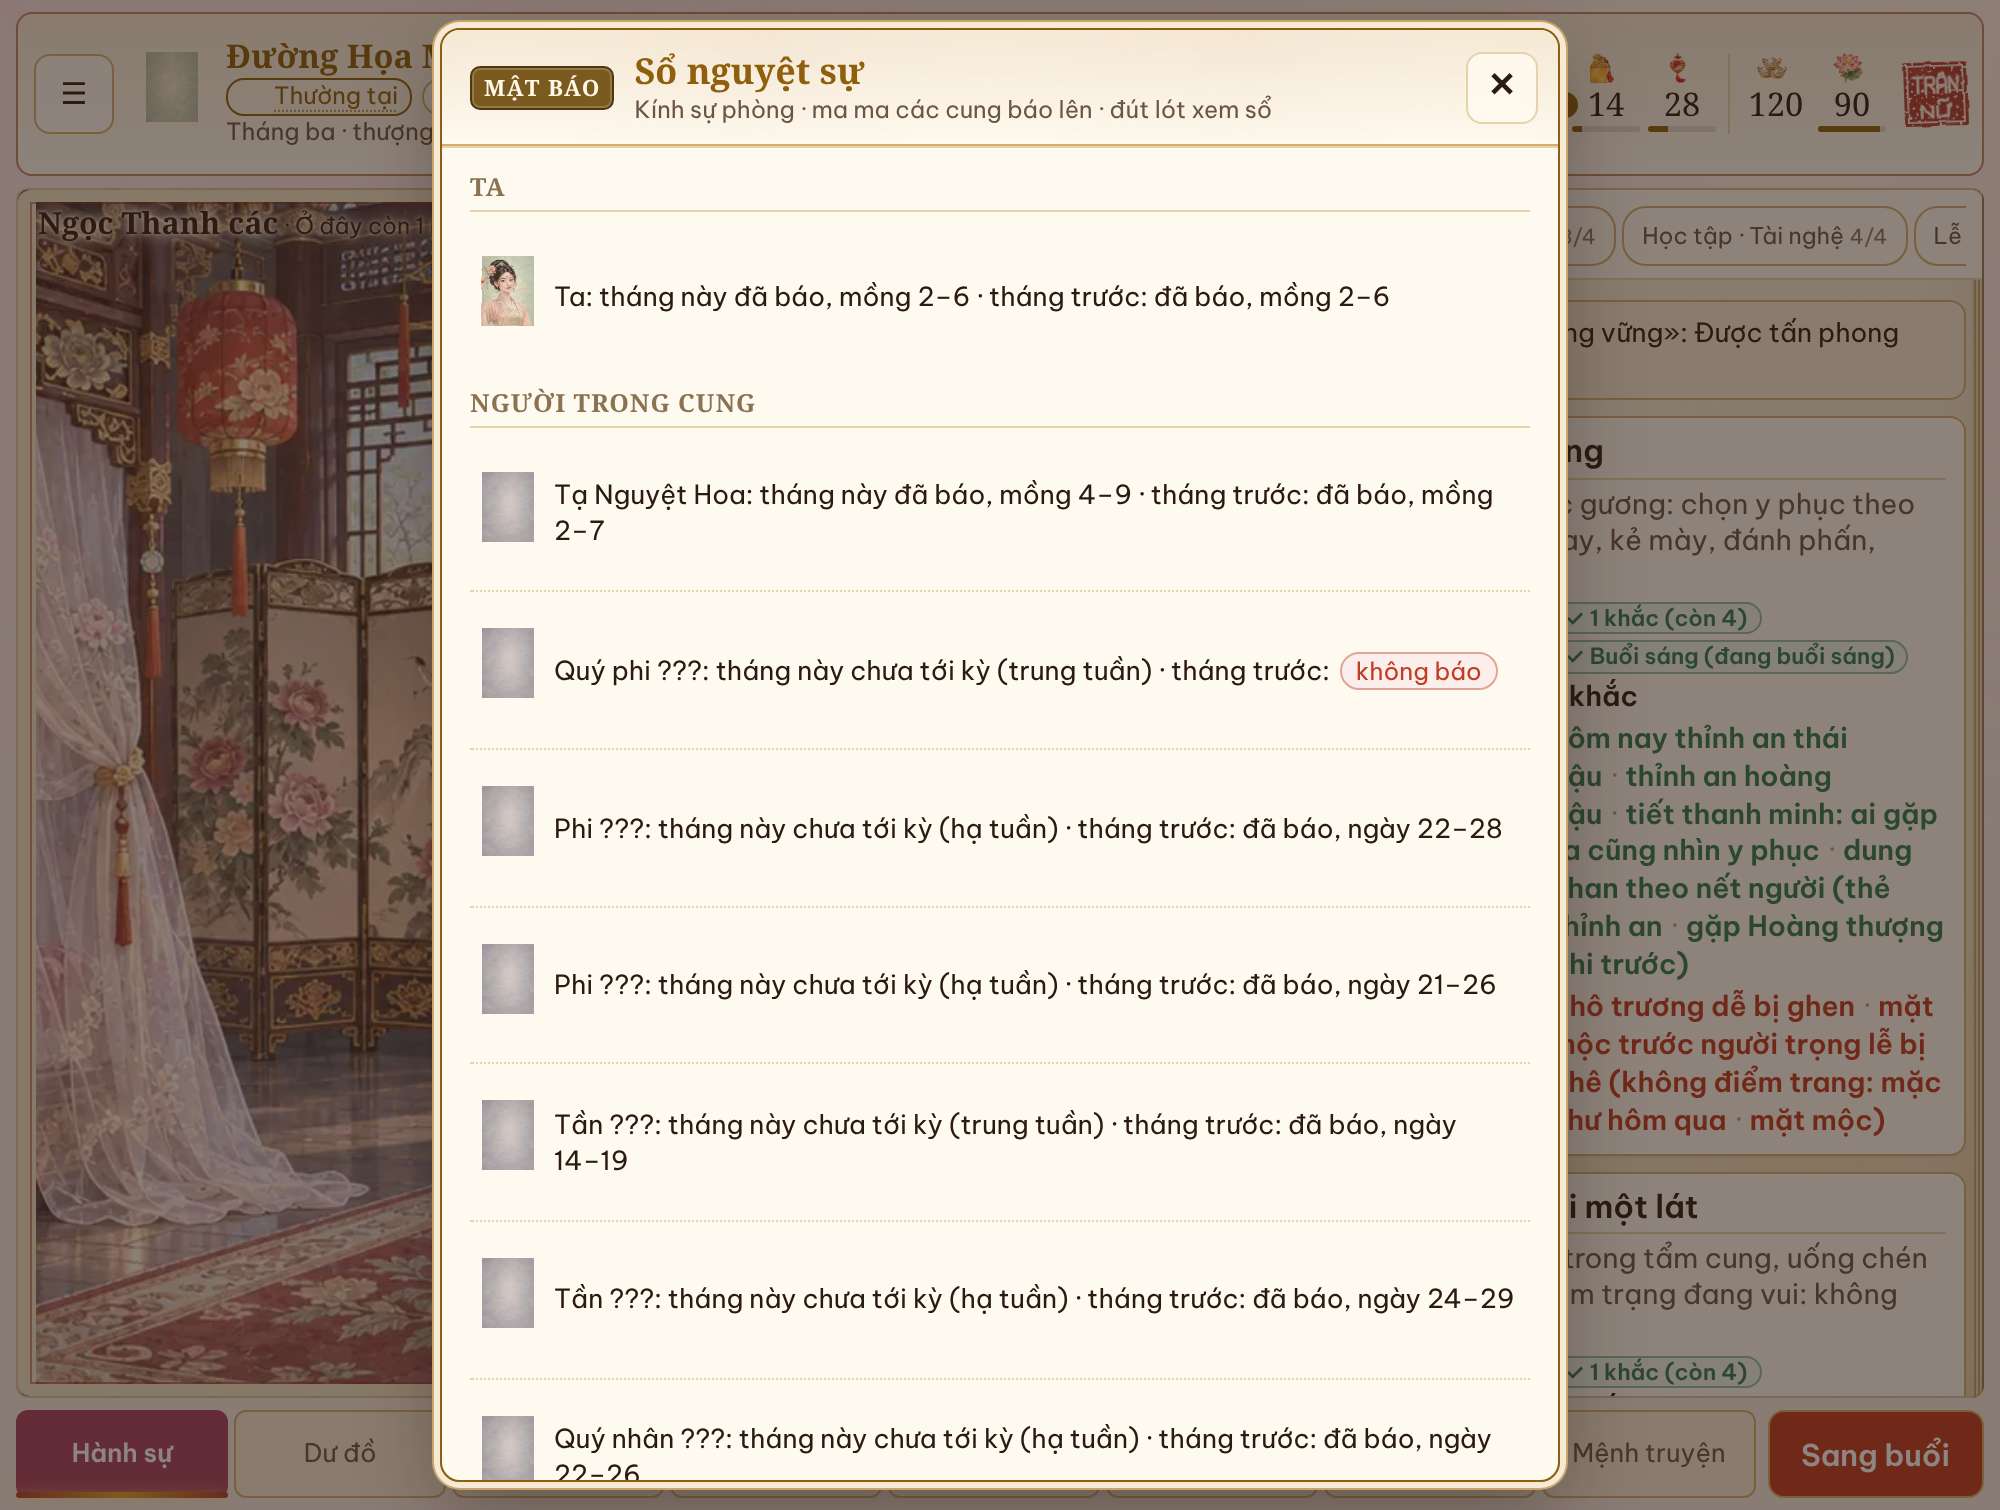 ☰
Đường Họa
Thường tại
Tháng ba · thượng
14
28
120
90
TRÂN
NỮ
MẬT BÁO
Sổ nguyệt sự
Kính sự phòng · ma ma các cung báo lên · đút lót xem sổ
✕
TA
Ta: tháng này đã báo, mồng 2–6 · tháng trước: đã báo, mồng 2–6
NGƯỜI TRONG CUNG
Tạ Nguyệt Hoa: tháng này đã báo, mồng 4–9 · tháng trước: đã báo, mồng
2–7
Quý phi ???: tháng này chưa tới kỳ (trung tuần) · tháng trước: không báo
Phi ???: tháng này chưa tới kỳ (hạ tuần) · tháng trước: đã báo, ngày 22–28
Phi ???: tháng này chưa tới kỳ (hạ tuần) · tháng trước: đã báo, ngày 21–26
Tần ???: tháng này chưa tới kỳ (trung tuần) · tháng trước: đã báo, ngày
14–19
Tần ???: tháng này chưa tới kỳ (hạ tuần) · tháng trước: đã báo, ngày 24–29
Quý nhân ???: tháng này chưa tới kỳ (hạ tuần) · tháng trước: đã báo, ngày
22–26
Ngọc Thanh các · Ở đây còn 1
/4
Học tập · Tài nghệ 4/4
Lễ
vững»: Được tấn phong
gương: chọn y phục theo
kẻ mày, đánh phấn,
✓ 1 khắc (còn 4)
✓ Buổi sáng (đang buổi sáng)
khắc
nay thỉnh an thái
· thỉnh an hoàng
· tiết thanh minh: ai gặp
cũng nhìn y phục · dung
theo nết người (thẻ
an · gặp Hoàng thượng
trước)
trương dễ bị ghen · mặt
trước người trọng lễ bị
(không điểm trang: mặc
hôm qua · mặt mộc)
một lát
trong tẩm cung, uống chén
trạng đang vui: không
✓ 1 khắc (còn 4)
Hành sự
Dư đồ
Mệnh truyện
Sang buổi